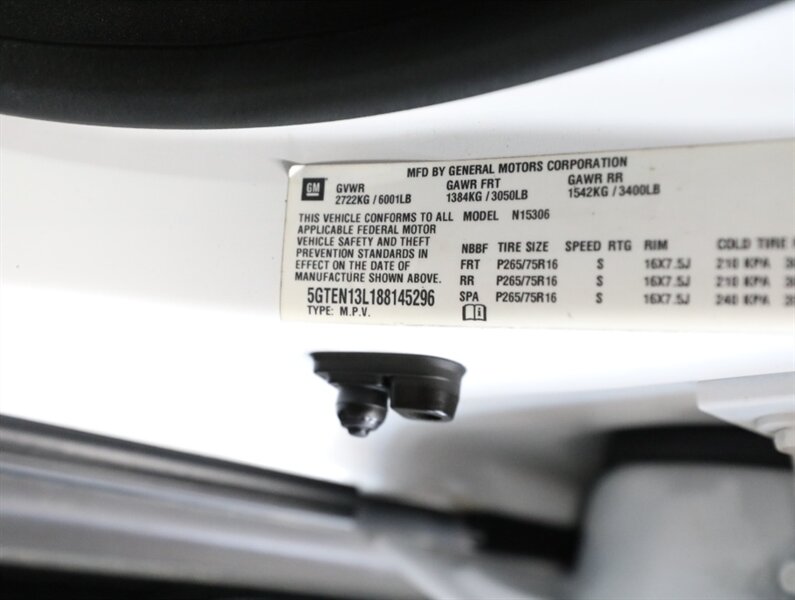 MFD BY GENERAL MOTORS CORPORATION
GM
GVWR GAWR FRT GAWR RR
2722KG / 6001LB 1384KG / 3050LB 1542KG / 3400LB
THIS VEHICLE CONFORMS TO ALL MODEL N15306
APPLICABLE FEDERAL MOTOR
VEHICLE SAFETY AND THEFT
PREVENTION STANDARDS IN
EFFECT ON THE DATE OF
MANUFACTURE SHOWN ABOVE.
5GTEN13L188145296
TYPE: M.P.V.
NBBF TIRE SIZE SPEED RTG RIM COLD TIRE
FRT P265/75R16 S 16X7.5J 210 KPA
RR P265/75R16 S 16X7.5J 210 KPA
SPA P265/75R16 S 16X7.5J 240 KPA